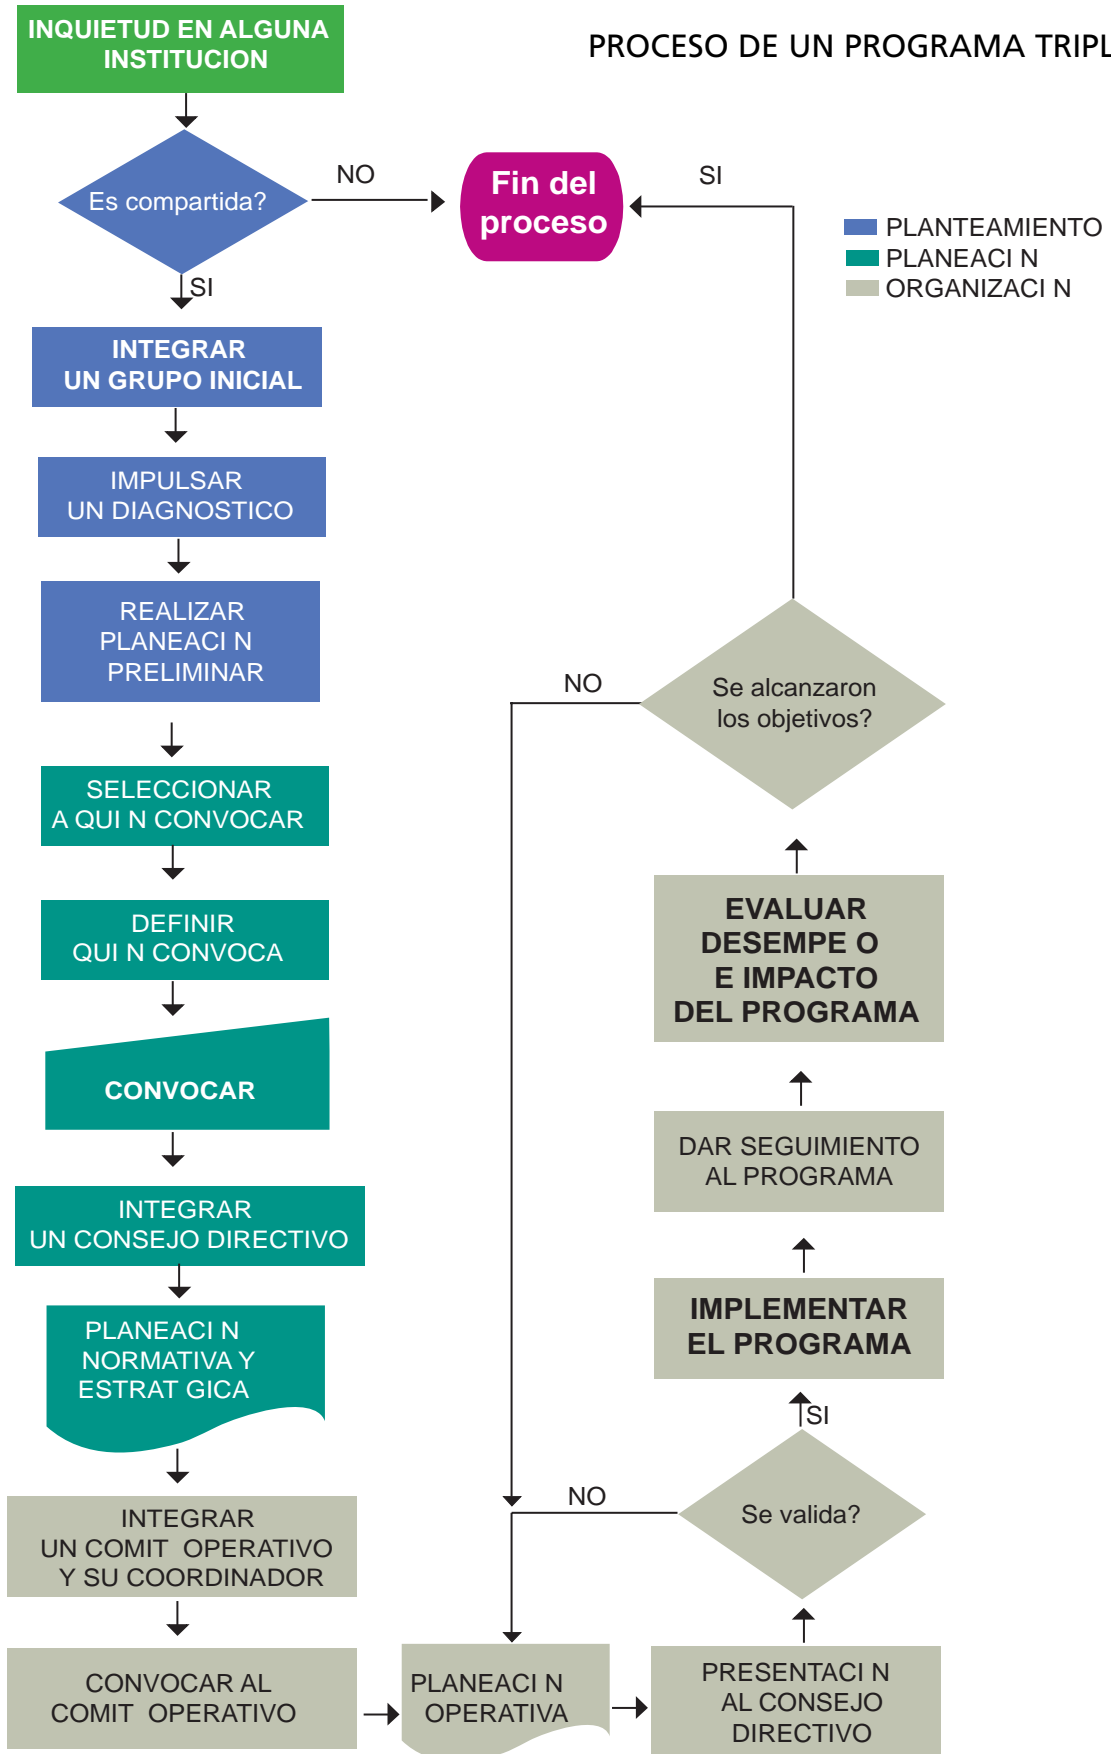 INQUIETUD EN ALGUNA
INSTITUCION
PROCESO DE UN PROGRAMA TRIPL
Es compartida?
NO
Fin del
proceso
SI
PLANTEAMIENTO
PLANEACI N
ORGANIZACI N
SI
INTEGRAR
UN GRUPO INICIAL
IMPULSAR
UN DIAGNOSTICO
REALIZAR
PLANEACI N
PRELIMINAR
SELECCIONAR
A QUI N CONVOCAR
DEFINIR
QUI N CONVOCA
CONVOCAR
INTEGRAR
UN CONSEJO DIRECTIVO
PLANEACI N
NORMATIVA Y
ESTRAT GICA
INTEGRAR
UN COMIT OPERATIVO
Y SU COORDINADOR
CONVOCAR AL
COMIT OPERATIVO
PLANEACI N
OPERATIVA
PRESENTACI N
AL CONSEJO
DIRECTIVO
Se valida?
NO
SI
IMPLEMENTAR
EL PROGRAMA
DAR SEGUIMIENTO
AL PROGRAMA
EVALUAR
DESEMPE O
E IMPACTO
DEL PROGRAMA
Se alcanzaron
los objetivos?
NO